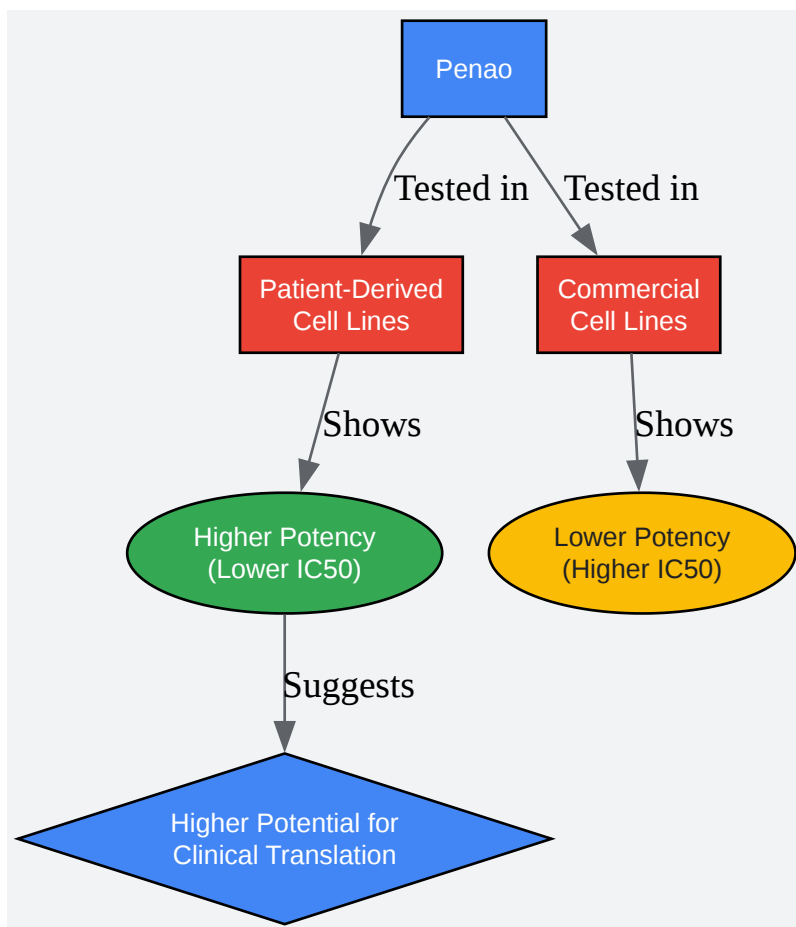 Penao
Tested in
Tested in
Patient-Derived
Cell Lines
Commercial
Cell Lines
Shows
Shows
Higher Potency
(Lower IC50)
Lower Potency
(Higher IC50)
Suggests
Higher Potential for
Clinical Translation